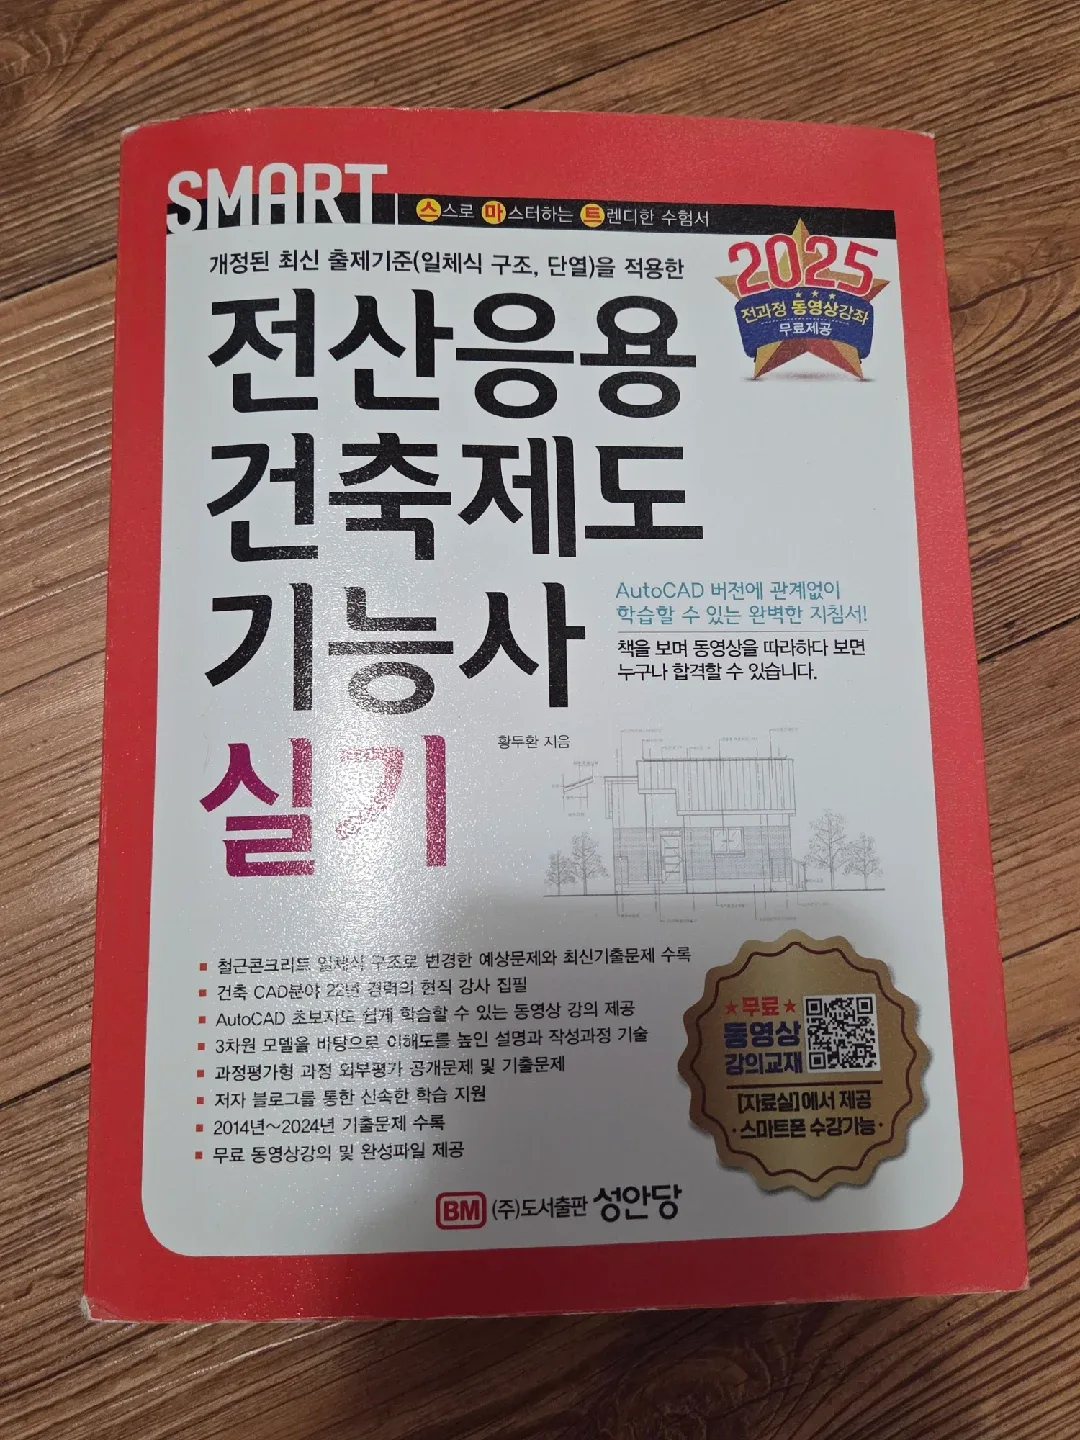 SMART
스스로 마스터하는 트렌디한 수험서
개정된 최신 출제기준(일체식 구조, 단열)을 적용한
2025
전과정 동영상강좌
무료제공
전산응용
건축제도
기능사
실기
AutoCAD 버전에 관계없이
학습할 수 있는 완벽한 지침서!
책을 보며 동영상을 따라하다 보면
누구나 합격할 수 있습니다.
황두환 지음
▪ 철근콘크리트 일체식 구조로 변경한 예상문제와 최신기출문제 수록
▪ 건축 CAD분야 22년 경력의 현직 강사 집필
▪ AutoCAD 초보자도 쉽게 학습할 수 있는 동영상 강의 제공
▪ 3차원 모델을 바탕으로 이해도를 높인 설명과 작성과정 기술
▪ 과정평가형 과정 외부평가 공개문제 및 기출문제
▪ 저자 블로그를 통한 신속한 학습 지원
▪ 2014년~2024년 기출문제 수록
▪ 무료 동영상강의 및 완성파일 제공
★무료★
동영상
강의교재
[자료실]에서 제공
·스마트폰 수강가능·
BM (주)도서출판 성안당